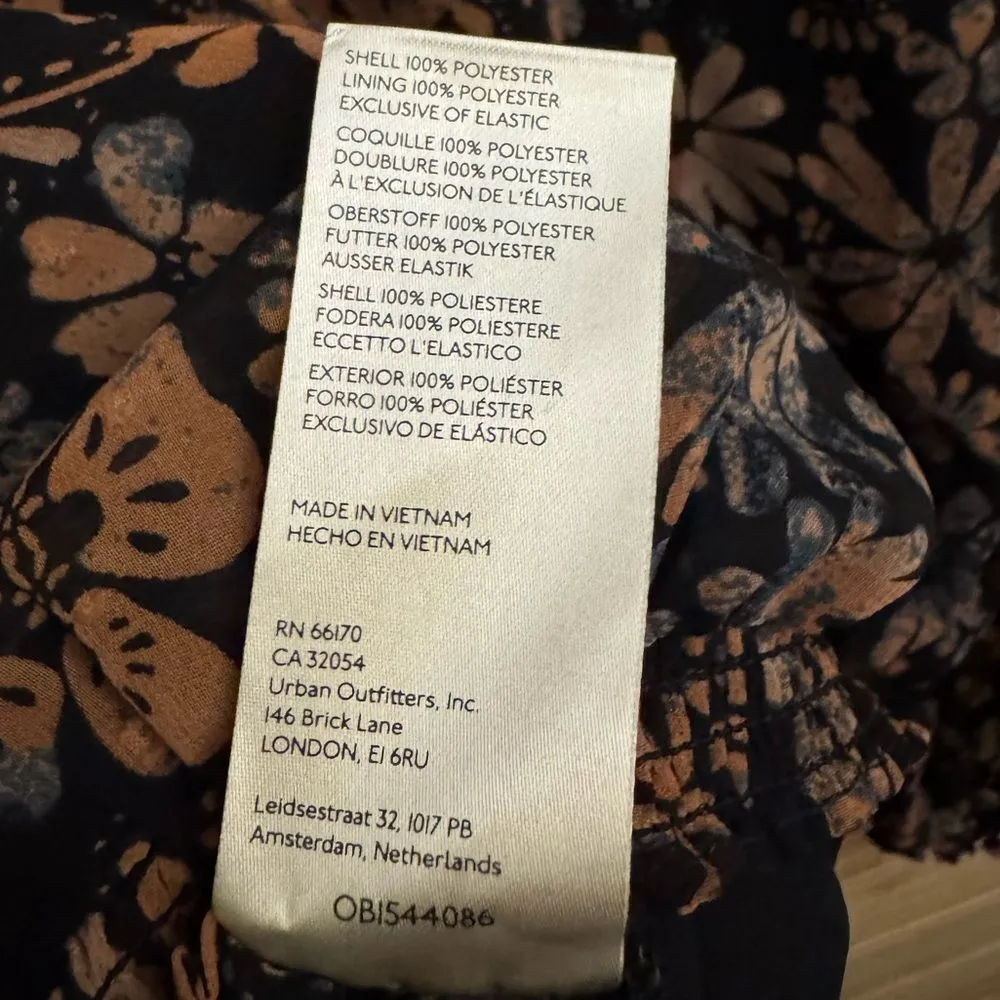 SHELL 100% POLYESTER
LINING 100% POLYESTER
EXCLUSIVE OF ELASTIC
COQUILLE 100% POLYESTER
DOUBLURE 100% POLYESTER
À L'EXCLUSION DE L'ÉLASTIQUE
OBERSTOFF 100% POLYESTER
FUTTER 100% POLYESTER
AUSSER ELASTIK
SHELL 100% POLIESTERE
FODERA 100% POLIESTERE
ECCETTO L'ELASTICO
EXTERIOR 100% POLIÉSTER
FORRO 100% POLIÉSTER
EXCLUSIVO DE ELÁSTICO
MADE IN VIETNAM
HECHO EN VIETNAM
RN 66170
CA 32054
Urban Outfitters, Inc.
146 Brick Lane
LONDON, E1 6RU
Leidsestraat 32, 1017 PB
Amsterdam, Netherlands
OB1544086